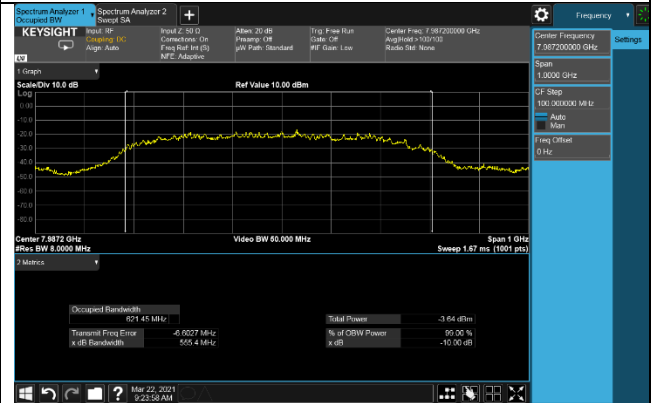 Spectrum Analyzer 1
Occupied BW
Spectrum Analyzer 2
Swept SA
KEYSIGHT
Input: RF
Coupling: DC
Align: Auto
Input Z: 50 Ω
Corrections: On
Freq Ref: Int (S)
NFE: Adaptive
Atten: 20 dB
Preamp: Off
µW Path: Standard
Trig: Free Run
Gate: Off
#IF Gain: Low
Center Freq: 7.987200000 GHz
Avg|Hold:>100/100
Radio Std: None
1 Graph
Scale/Div 10.0 dB
Ref Value 10.00 dBm
Log
0.00
-10.0
-20.0
-30.0
-40.0
-50.0
-60.0
-70.0
-80.0
Center 7.9872 GHz
#Res BW 8.0000 MHz
Video BW 50.000 MHz
Span 1 GHz
Sweep 1.67 ms (1001 pts)
2 Metrics
Occupied Bandwidth
621.45 MHz
Transmit Freq Error -6.6027 MHz
x dB Bandwidth 555.4 MHz
Total Power -3.64 dBm
% of OBW Power 99.00 %
x dB -10.00 dB
Mar 22, 2021
9:23:58 AM
Frequency
Settings
Center Frequency
7.987200000 GHz
Span
1.0000 GHz
CF Step
100.000000 MHz
Auto
Man
Freq Offset
0 Hz